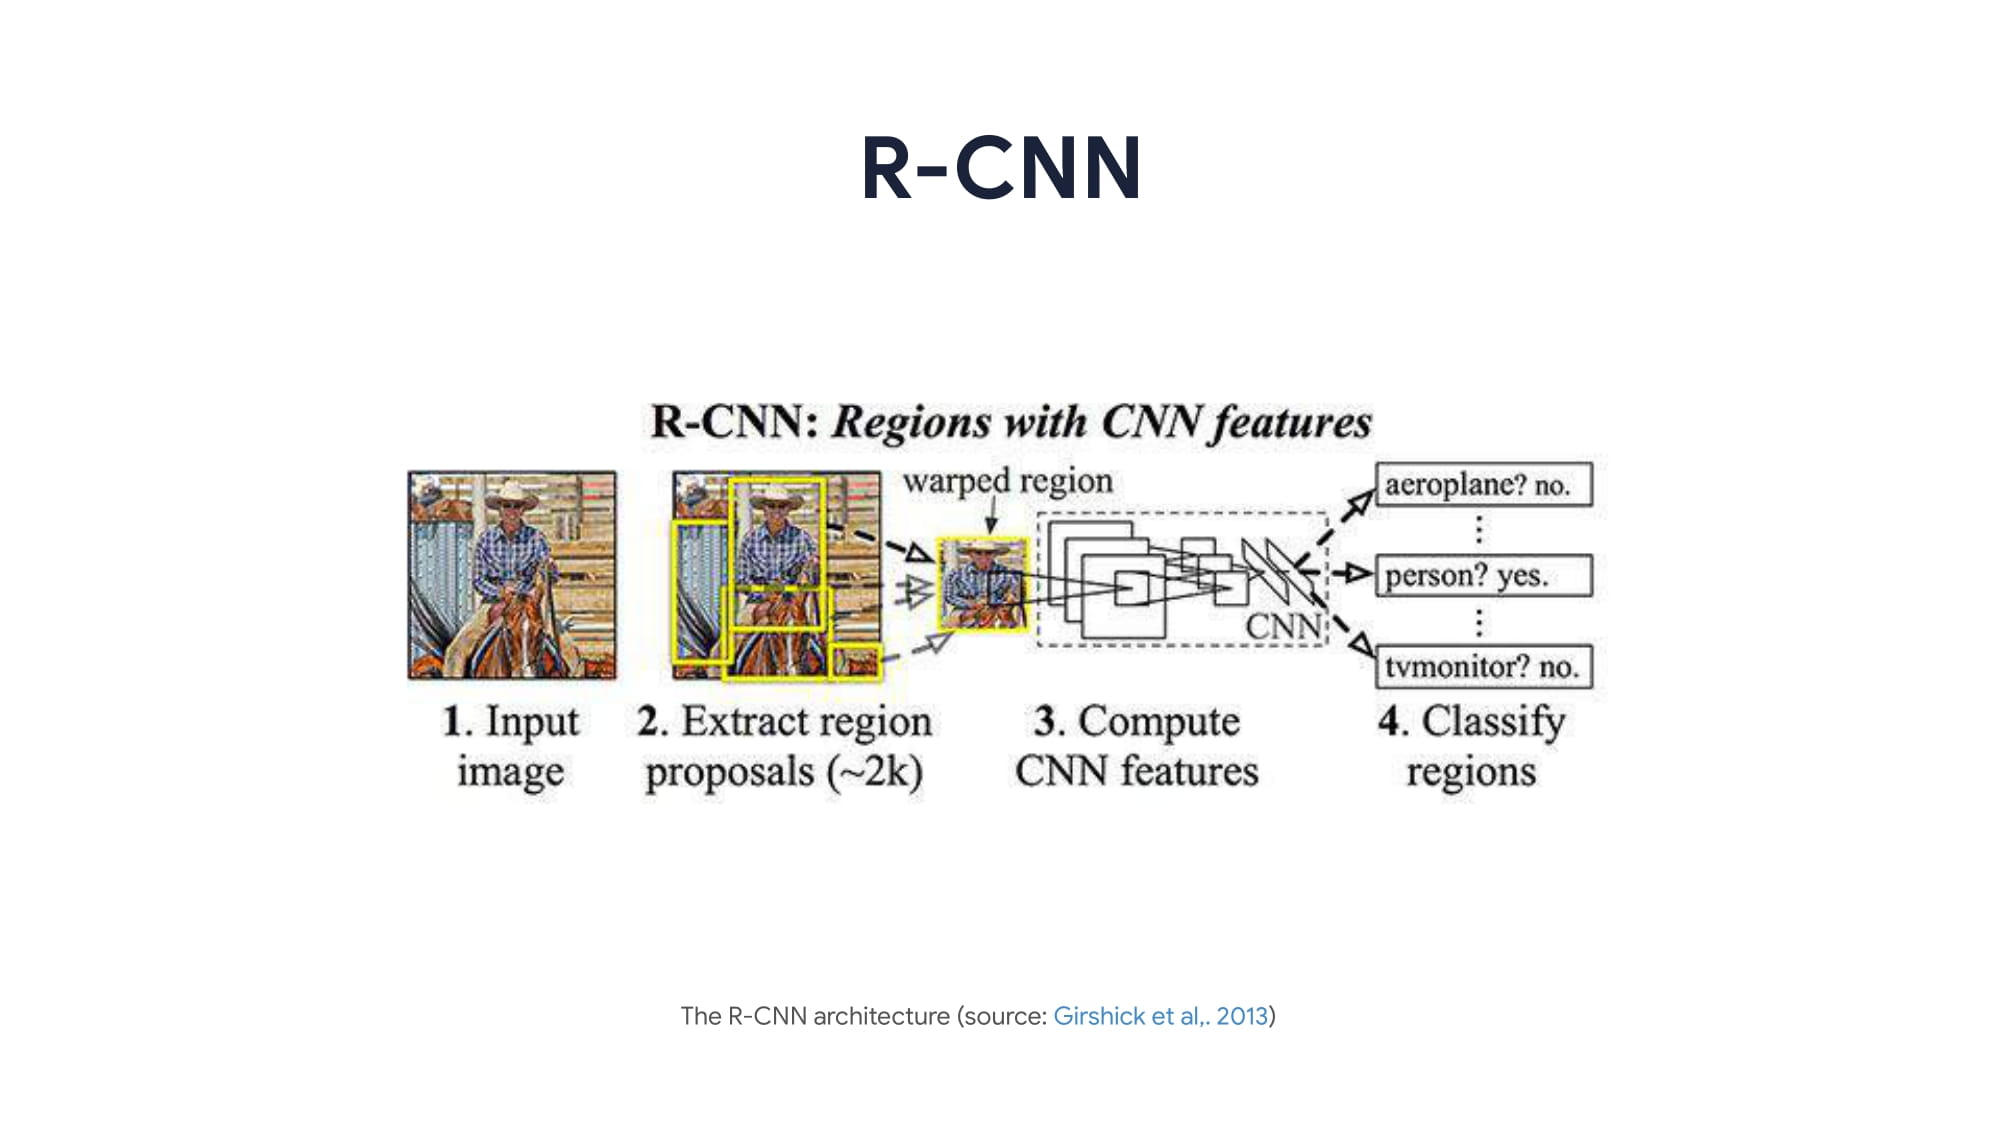 R-CNN
R-CNN: Regions with CNN features
warped region
aeroplane? no.
person? yes.
CNN
tvmonitor? no.
1. Input
image
2. Extract region
proposals (~2k)
3. Compute
CNN features
4. Classify
regions
The R-CNN architecture (source: Girshick et al,. 2013)